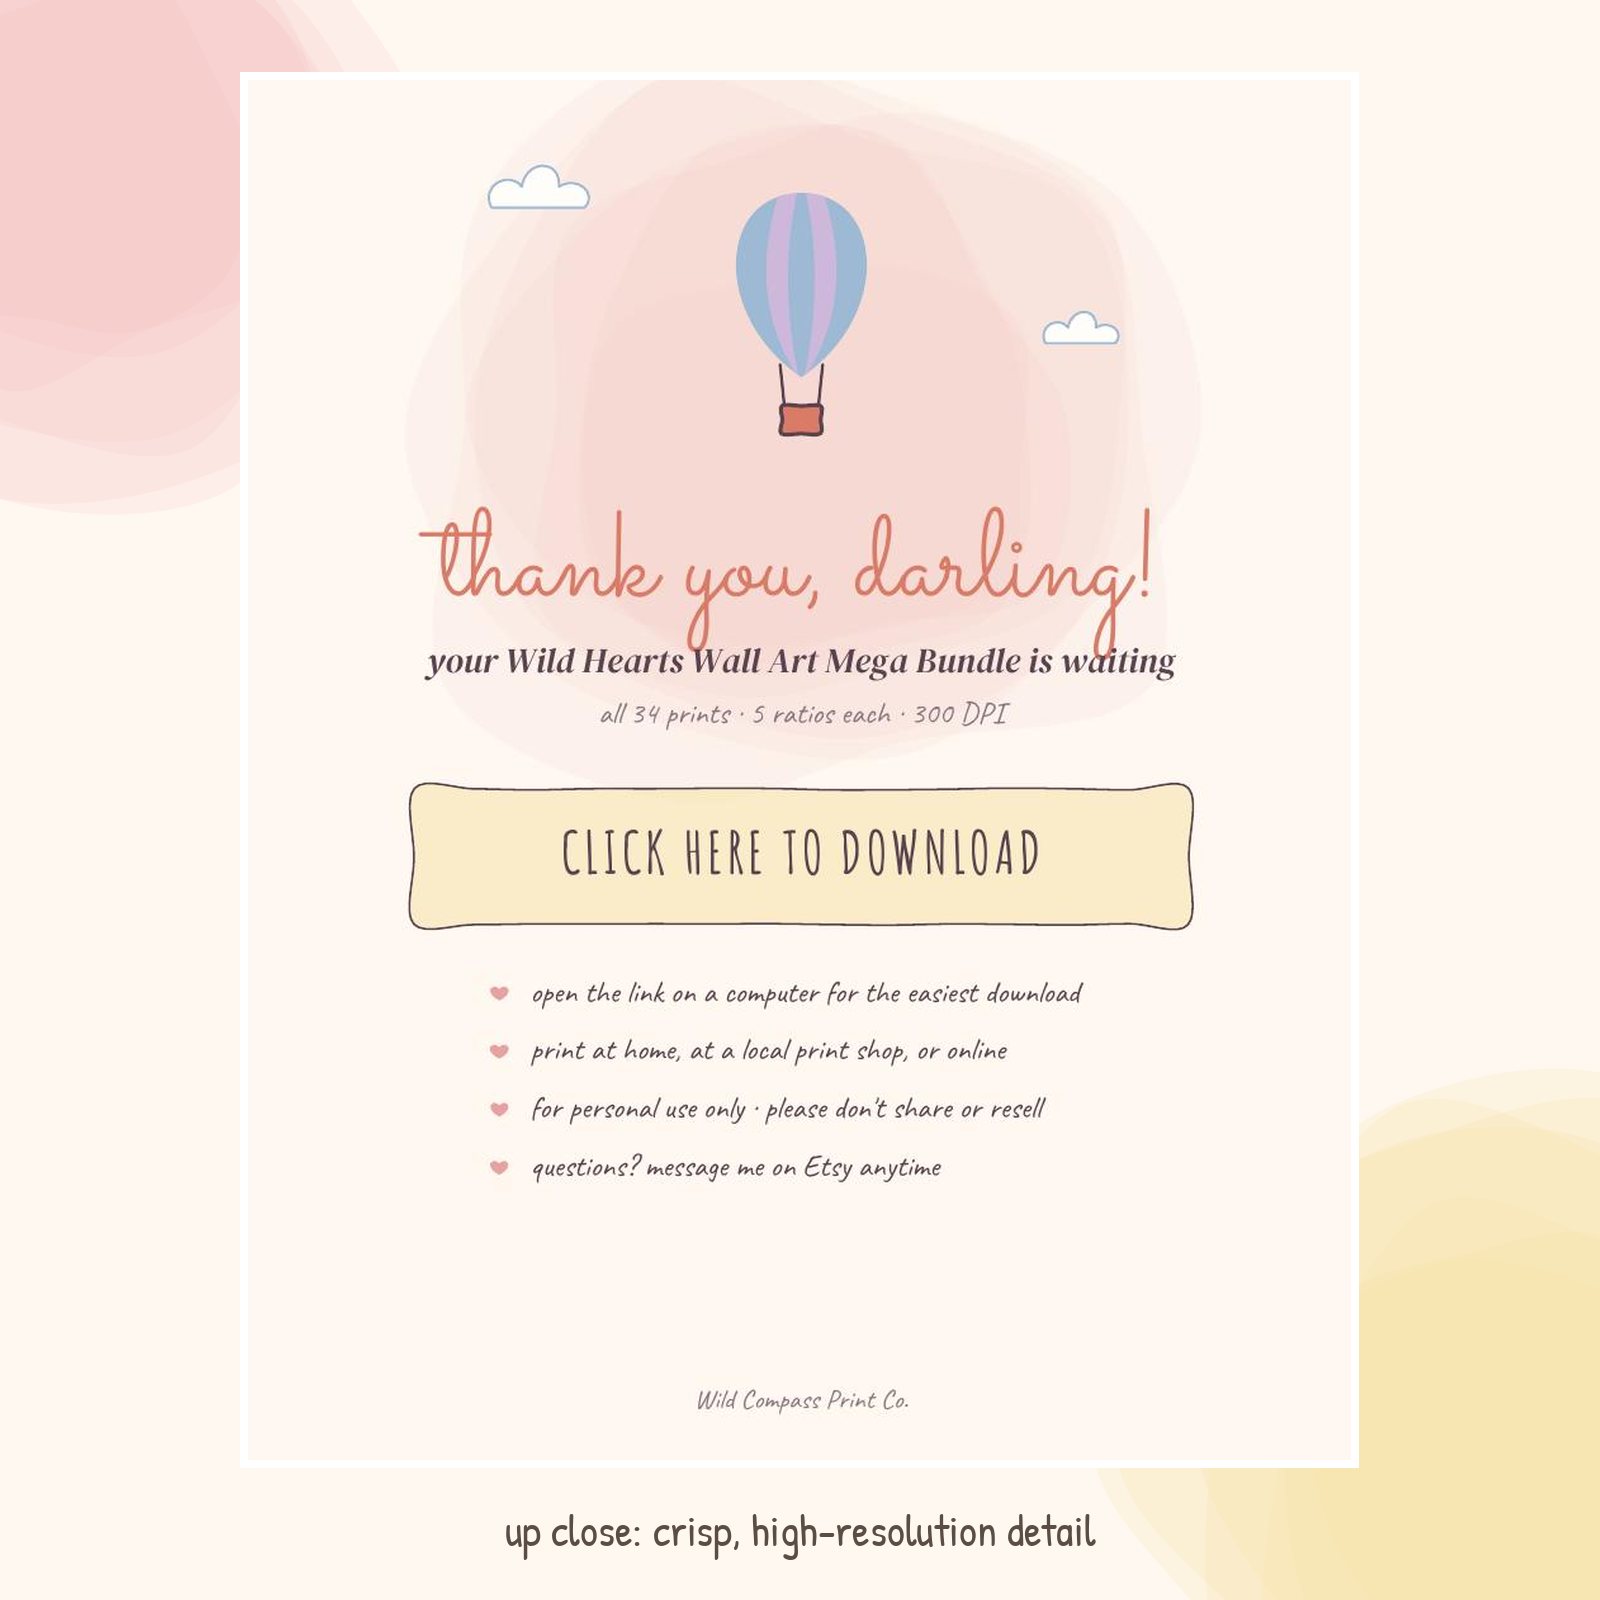 thank you, darling!
your Wild Hearts Wall Art Mega Bundle is waiting
all 34 prints · 5 ratios each · 300 DPI
CLICK HERE TO DOWNLOAD
open the link on a computer for the easiest download
print at home, at a local print shop, or online
for personal use only · please don't share or resell
questions? message me on Etsy anytime
Wild Compass Print Co.
up close: crisp, high-resolution detail